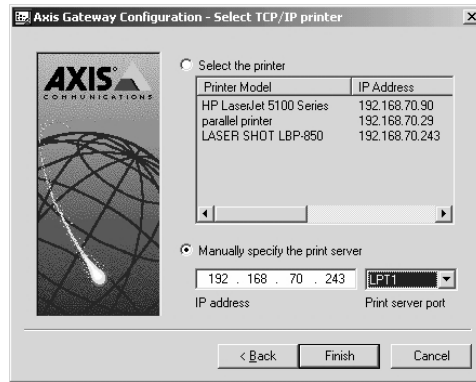 Axis Gateway Configuration - Select TCP/IP printer
AXIS
COMMUNICATIONS
Select the printer
Printer Model IP Address
HP LaserJet 5100 Series 192.168.70.90
parallel printer 192.168.70.29
LASER SHOT LBP-850 192.168.70.243
Manually specify the print server
192 . 168 . 70 . 243 LPT1
IP address Print server port
< Back Finish Cancel